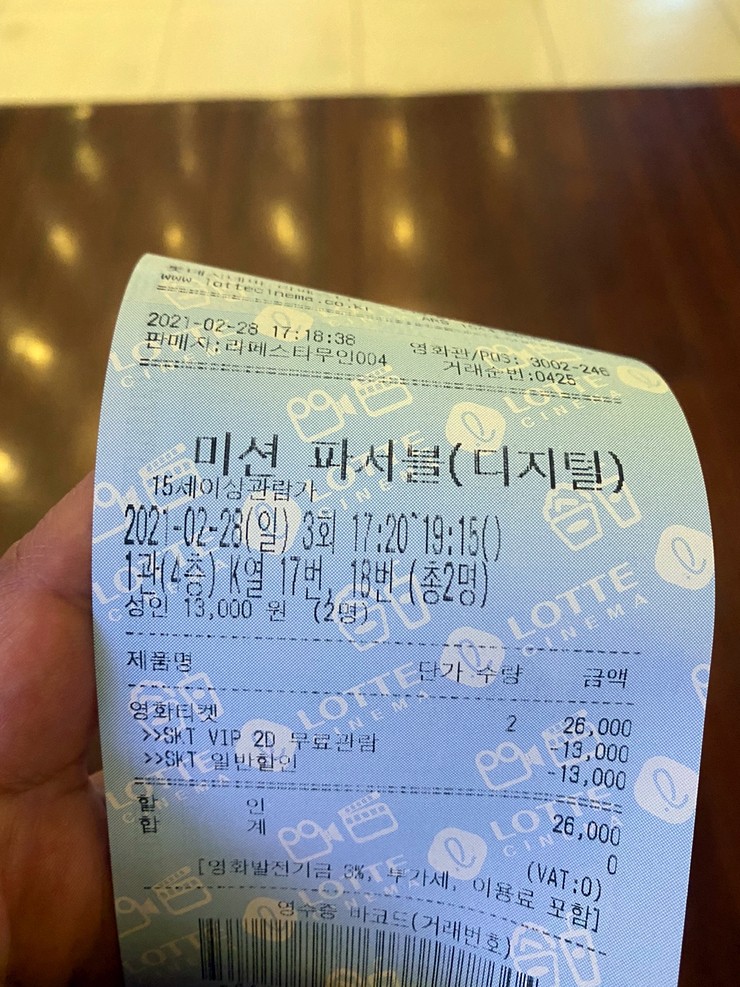 www.lottecinema.co.kr
2021-02-28 17:18:38 영화관/POS: 3002-246
판매자:라페스타무인004 거래순번:0425
미션 파서블(디지털)
15세이상관람가
2021-02-28(일) 3회 17:20~19:15()
1관(4층) K열 17번, 18번 (총2명)
성인 13,000 원 (2명)
제품명 단가 수량 금액
영화티켓 2 26,000
>>SKT VIP 2D 무료관람 -13,000
>>SKT 일반할인 -13,000
할 인 26,000
합 계 0
(VAT:0)
[영화발전기금 3%, 부가세, 이용료 포함]
영수증 바코드(거래번호)
LOTTE CINEMA